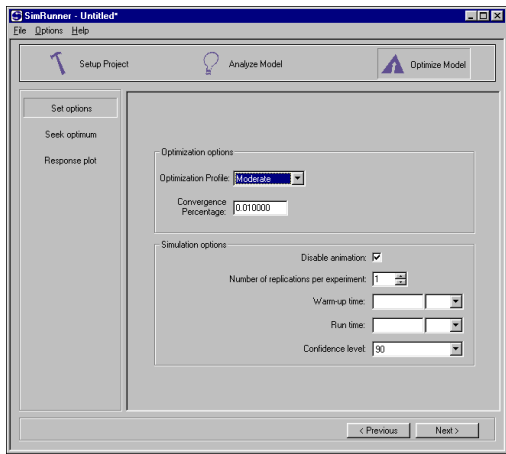 SimRunner - Untitled*
File Options Help
Setup Project Analyze Model Optimize Model
Set options
Seek optimum
Response plot
Optimization options
Optimization Profile: Moderate
Convergence
Percentage: 0.010000
Simulation options
Disable animation:
Number of replications per experiment: 1
Warm-up time:
Run time:
Confidence level: 90
< Previous Next >